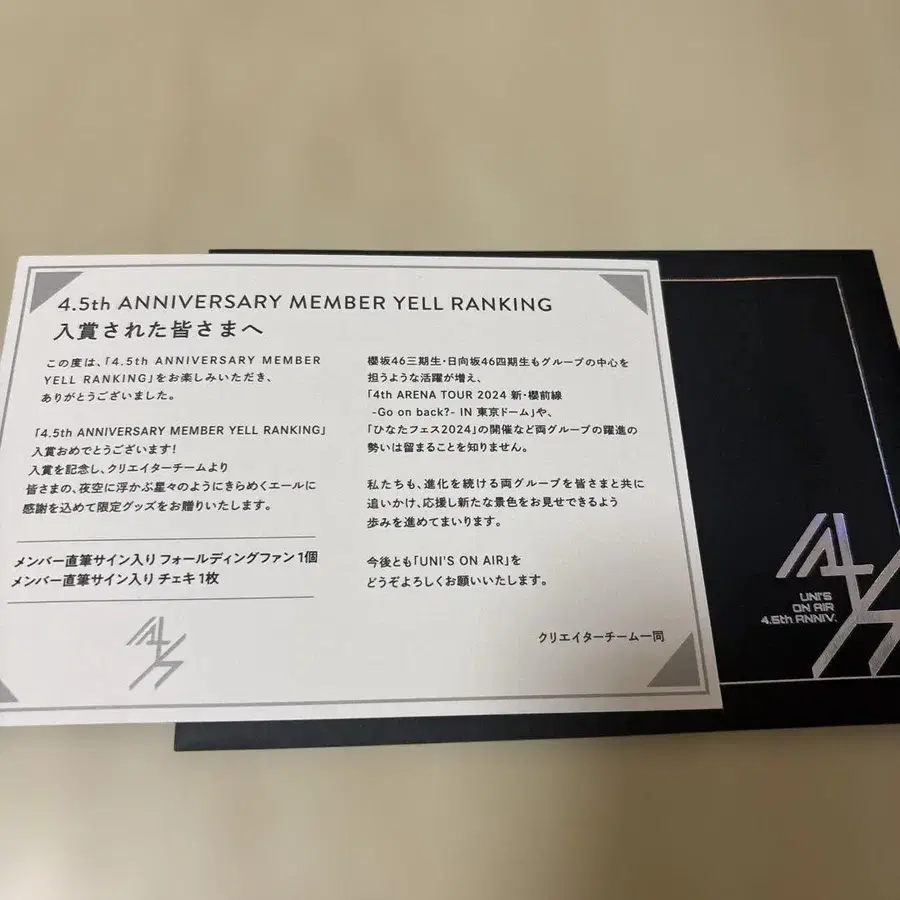 4.5th ANNIVERSARY MEMBER YELL RANKING
入賞された皆さまへ
この度は、「4.5th ANNIVERSARY MEMBER
YELL RANKING」をお楽しみいただき、
ありがとうございました。
「4.5th ANNIVERSARY MEMBER YELL RANKING」
入賞おめでとうございます!
入賞を記念し、クリエイターチームより
皆さまの、夜空に浮かぶ星々のようにきらめくエールに
感謝を込めて限定グッズをお贈りいたします。
メンバー直筆サイン入り フォールディングファン 1個
メンバー直筆サイン入り チェキ 1枚
櫻坂46三期生・日向坂46四期生もグループの中心を
担うような活躍が増え、
「4th ARENA TOUR 2024 新・櫻前線
-Go on back?- IN 東京ドーム」や、
「ひなたフェス2024」の開催など両グループの躍進の
勢いは留まることを知りません。
私たちも、進化を続ける両グループを皆さまと共に
追いかけ、応援し新たな景色をお見せできるよう
歩みを進めてまいります。
今後とも「UNI'S ON AIR」を
どうぞよろしくお願いいたします。
クリエイターチーム一同
UNI'S
ON AIR
4.5th ANNIV.